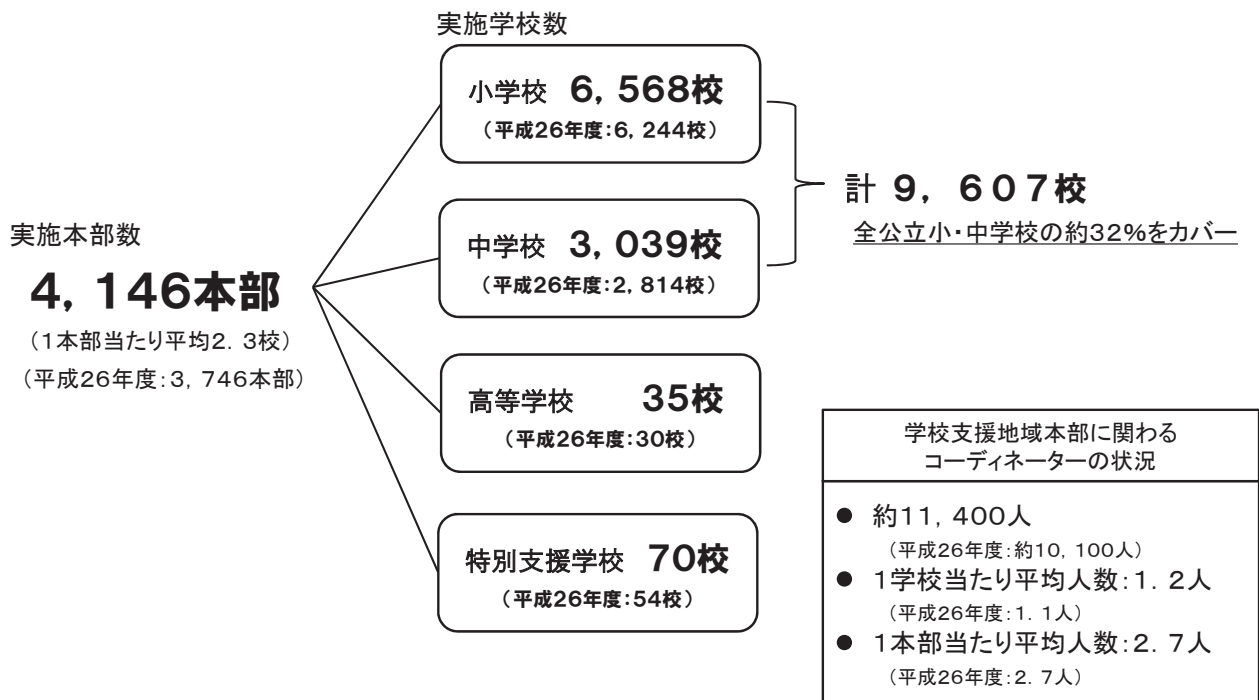 実施学校数
小学校 6,568校
(平成26年度:6,244校)
中学校 3,039校
(平成26年度:2,814校)
高等学校 35校
(平成26年度:30校)
特別支援学校 70校
(平成26年度:54校)
実施本部数
4,146本部
(1本部当たり平均2.3校)
(平成26年度:3,746本部)
計 9,607校
全公立小・中学校の約32%をカバー
学校支援地域本部に関わる
コーディネーターの状況
● 約11,400人
(平成26年度:約10,100人)
● 1学校当たり平均人数:1.2人
(平成26年度:1.1人)
● 1本部当たり平均人数:2.7人
(平成26年度:2.7人)